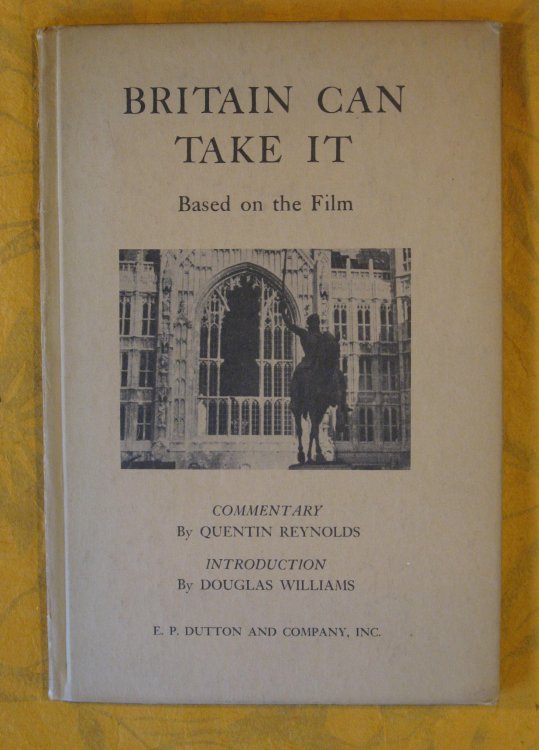 BRITAIN CAN
TAKE IT
Based on the Film
COMMENTARY
By QUENTIN REYNOLDS
INTRODUCTION
By DOUGLAS WILLIAMS
E. P. DUTTON AND COMPANY, INC.